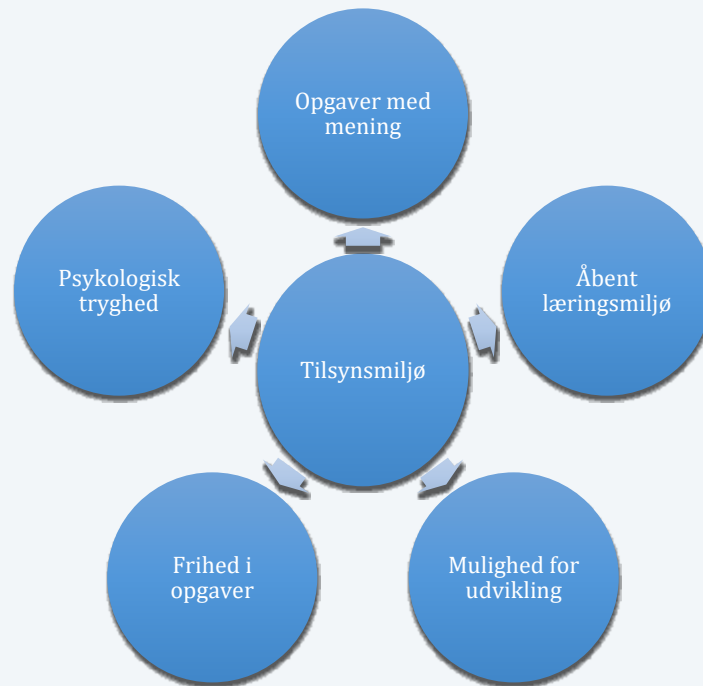 Opgaver med
mening
Psykologisk
tryghed
Åbent
læringsmiljø
Tilsynsmiljø
Frihed i
opgaver
Mulighed for
udvikling